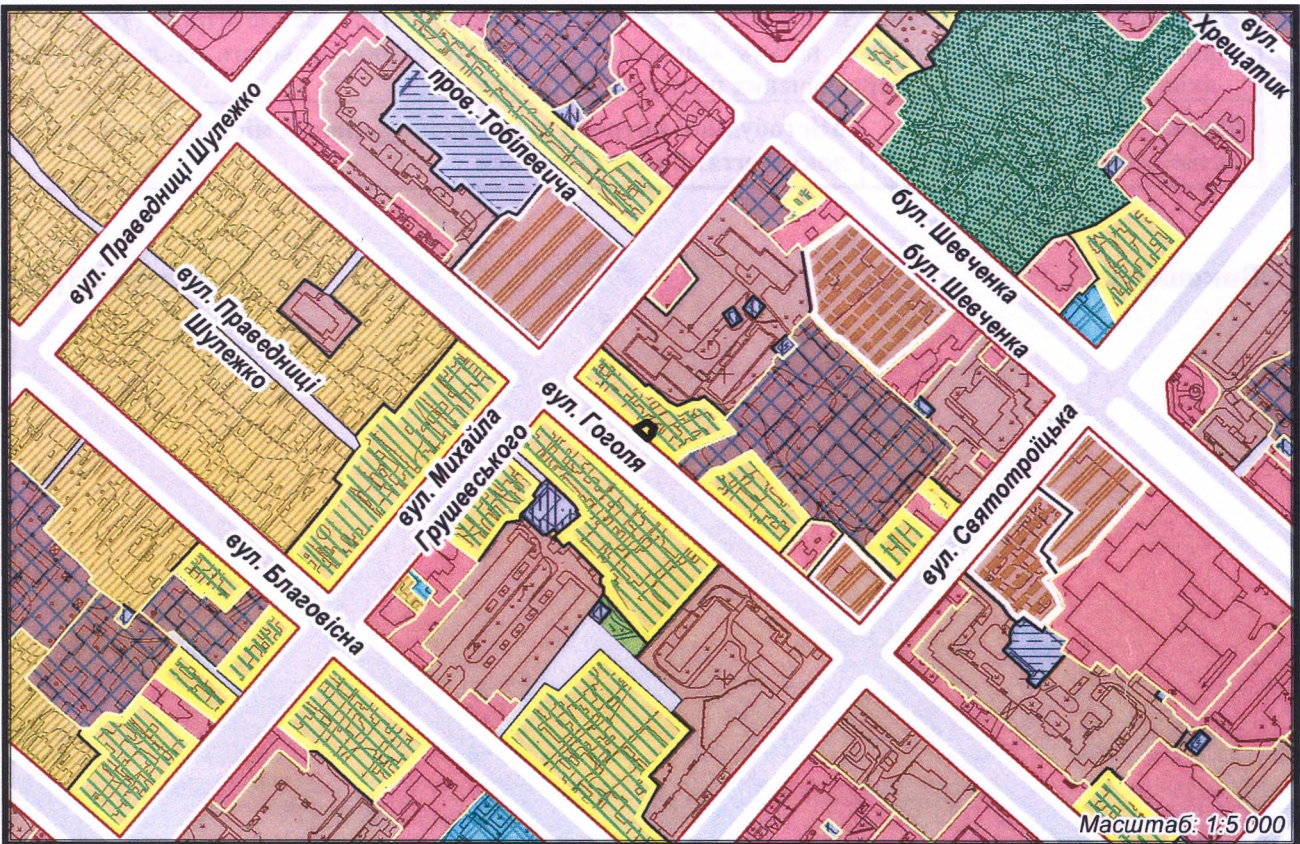 вул.
Хрещатик
вул. Праведниці Шулежко
пров. Тобілевича
бул. Шевченка
бул. Шевченка
вул. Праведниці
Шулежко
вул. Михайла
Грушевського
вул. Гоголя
вул. Святотроїцька
вул. Благовісна
Масштаб: 1:5 000